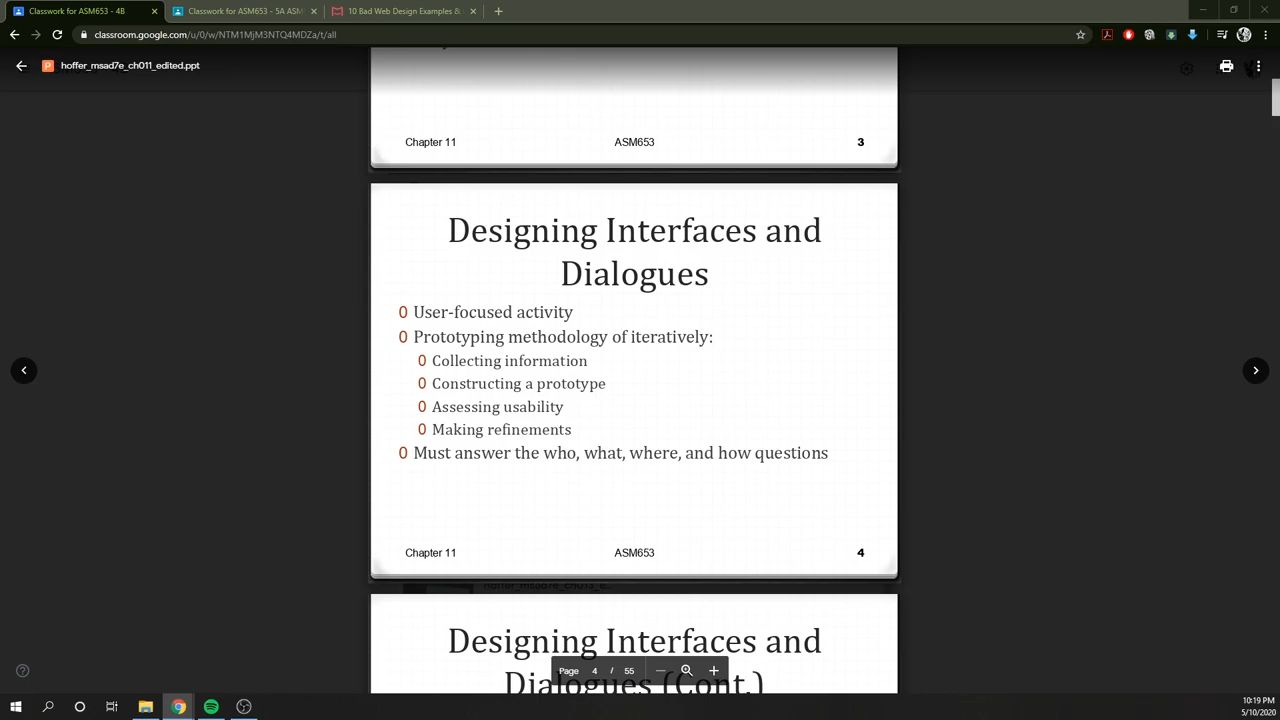 Classwork for ASM653 - 4B
Classwork for ASM653 - 5A ASM
10 Bad Web Design Examples &
classroom.google.com/u/0/w/NTM1MjM3NTQ4MDZa/t/all
hoffer_msad7e_ch011_edited.ppt
Chapter 11 ASM653 3
Designing Interfaces and
Dialogues
0 User-focused activity
0 Prototyping methodology of iteratively:
0 Collecting information
0 Constructing a prototype
0 Assessing usability
0 Making refinements
0 Must answer the who, what, where, and how questions
Chapter 11 ASM653 4
Designing Interfaces and
Dialogues (Cont.)
Page 4 / 55
10:19 PM
5/10/2020